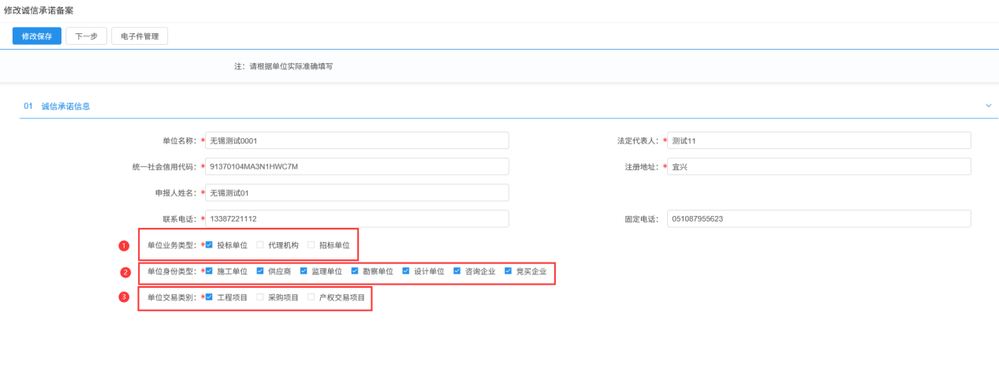 修改诚信承诺备案
修改保存 下一步 电子件管理
注：请根据单位实际准确填写
01 诚信承诺信息
单位名称：* 无锡测试0001 法定代表人：* 测试11
统一社会信用代码：* 91370104MA3N1HWC7M 注册地址：* 宜兴
申报人姓名：* 无锡测试01
联系电话：* 13387221112 固定电话： 051087955623
1 单位业务类型：* 投标单位 代理机构 招标单位
2 单位身份类型：* 施工单位 供应商 监理单位 勘察单位 设计单位 咨询企业 竞买企业
3 单位交易类别：* 工程项目 采购项目 产权交易项目